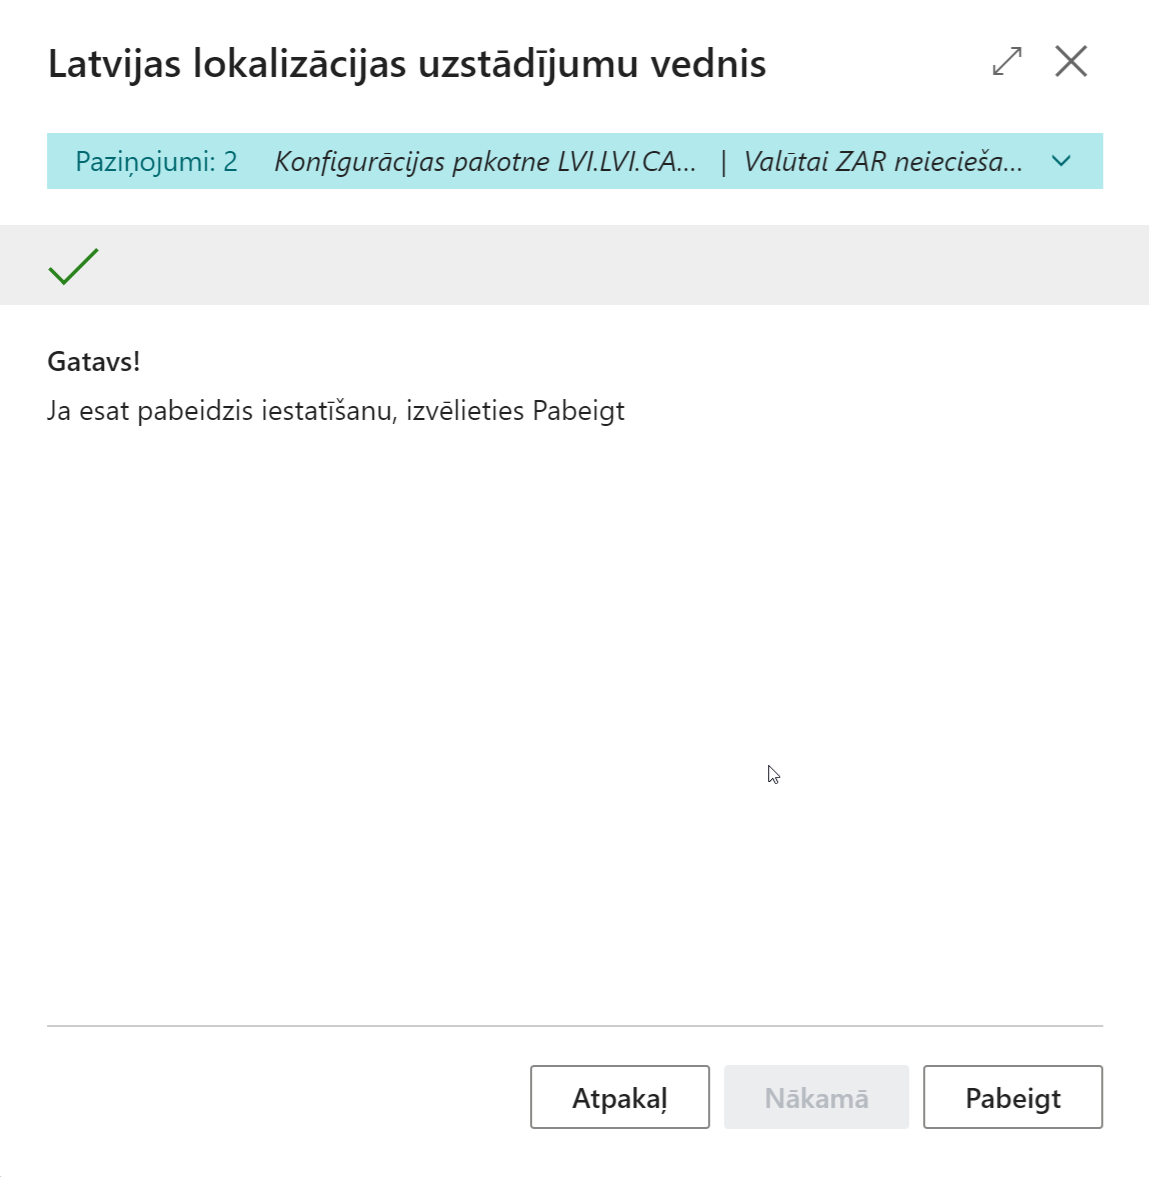 Latvijas lokalizācijas uzstādījumu vednis
Paziņojumi: 2 Konfigurācijas pakotne LVI.LVI.CA... | Valūtai ZAR neiecieša...
Gatavs!
Ja esat pabeidzis iestatīšanu, izvēlieties Pabeigt
Atpakaļ Nākamā Pabeigt